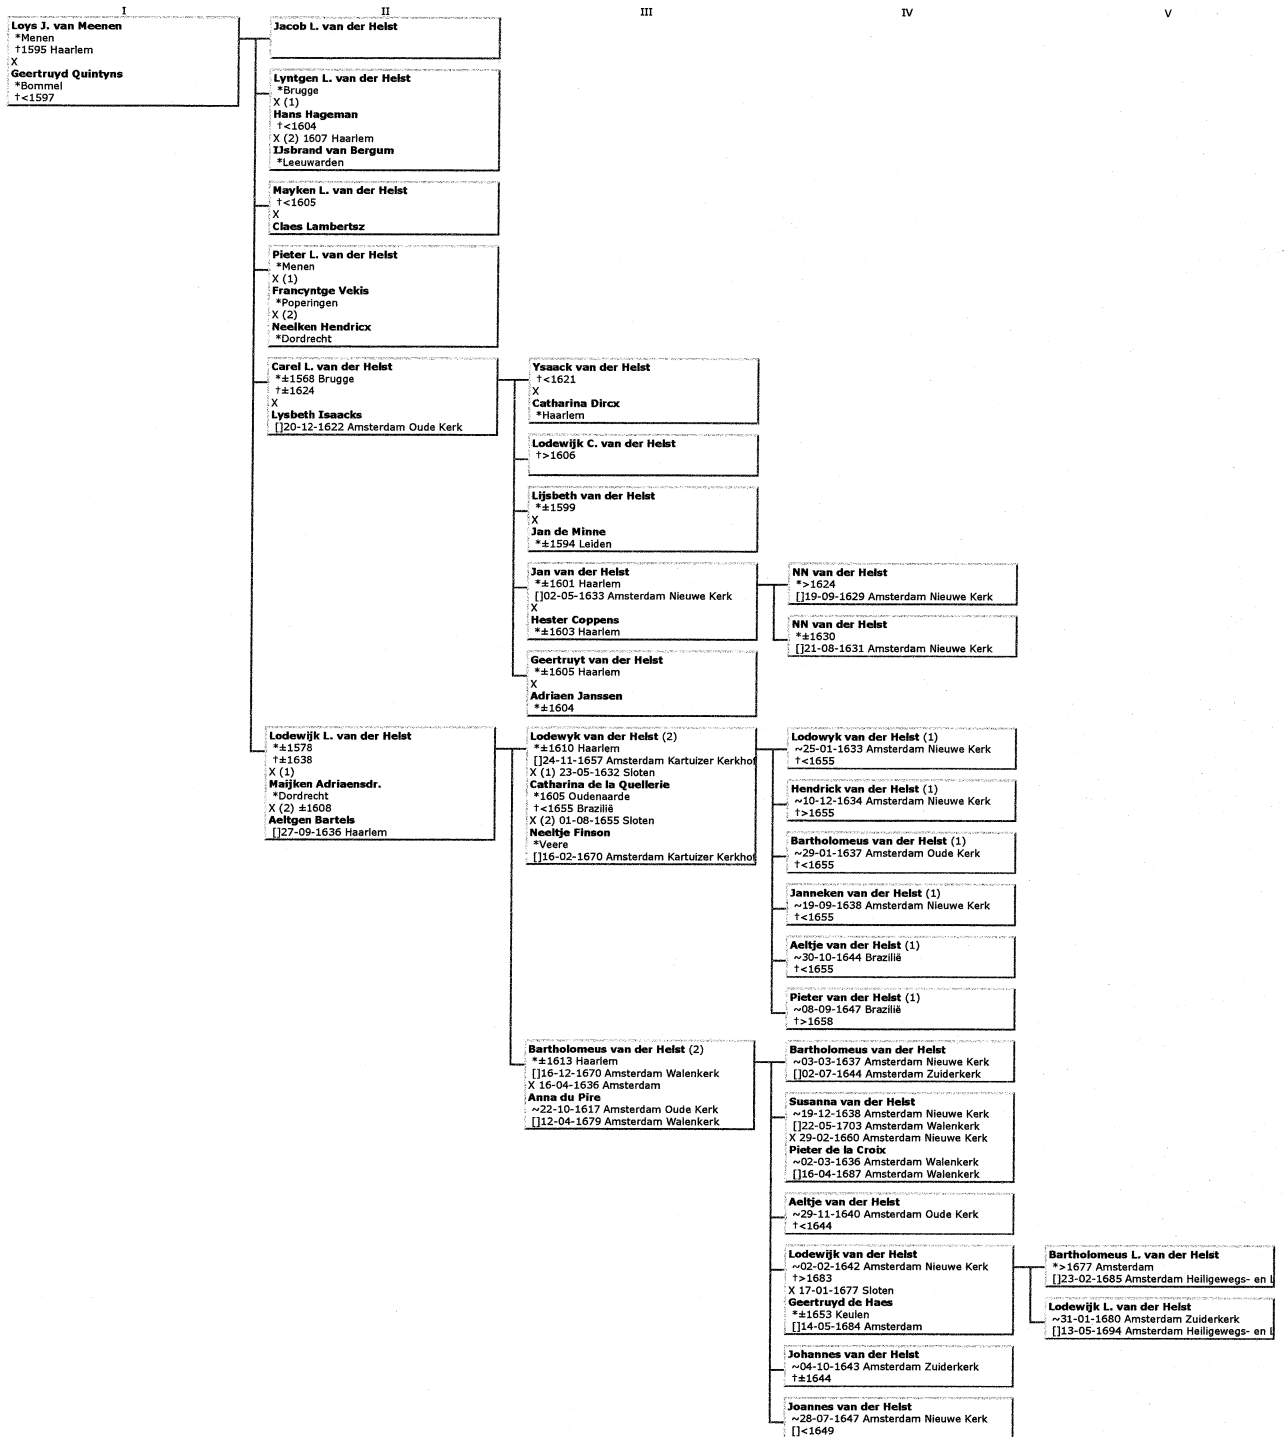 I
II
III
IV
V
Loys J. van Meenen
*Menen
†1595 Haarlem
X
Geertruyd Quintyns
*Bommel
†<1597
Jacob L. van der Helst
Lyntgen L. van der Helst
*Brugge
X (1)
Hans Hageman
†<1604
X (2) 1607 Haarlem
IJsbrand van Bergum
*Leeuwarden
Mayken L. van der Helst
†<1605
X
Claes Lambertsz
Pieter L. van der Helst
*Menen
X (1)
Francyntge Vekis
*Poperingen
X (2)
Neelken Hendricx
*Dordrecht
Carel L. van der Helst
*±1568 Brugge
†±1624
X
Lysbeth Isaacks
[]20-12-1622 Amsterdam Oude Kerk
Ysaack van der Helst
†<1621
X
Catharina Dircx
*Haarlem
Lodewijk C. van der Helst
†>1606
Lijsbeth van der Helst
*±1599
X
Jan de Minne
*±1594 Leiden
Jan van der Helst
*±1601 Haarlem
[]02-05-1633 Amsterdam Nieuwe Kerk
X
Hester Coppens
*±1603 Haarlem
NN van der Helst
*>1624
[]19-09-1629 Amsterdam Nieuwe Kerk
NN van der Helst
*±1630
[]21-08-1631 Amsterdam Nieuwe Kerk
Geertruyt van der Helst
*±1605 Haarlem
X
Adriaen Janssen
*±1604
Lodewijk L. van der Helst
*±1578
†±1638
X (1)
Maijken Adriaensdr.
*Dordrecht
X (2) ±1608
Aeltgen Bartels
[]27-09-1636 Haarlem
Lodewyk van der Helst (2)
*±1610 Haarlem
[]24-11-1657 Amsterdam Kartuizer Kerkhof
X (1) 23-05-1632 Sloten
Catharina de la Quellerie
*1605 Oudenaarde
†<1655 Brazilië
X (2) 01-08-1655 Sloten
Neeltje Finson
*Veere
[]16-02-1670 Amsterdam Kartuizer Kerkhof
Lodowyk van der Helst (1)
~25-01-1633 Amsterdam Nieuwe Kerk
†<1655
Hendrick van der Helst (1)
~10-12-1634 Amsterdam Nieuwe Kerk
†>1655
Bartholomeus van der Helst (1)
~29-01-1637 Amsterdam Oude Kerk
†<1655
Janneken van der Helst (1)
~19-09-1638 Amsterdam Nieuwe Kerk
†<1655
Aeltje van der Helst (1)
~30-10-1644 Brazilië
†<1655
Pieter van der Helst (1)
~08-09-1647 Brazilië
†>1658
Bartholomeus van der Helst (2)
*±1613 Haarlem
[]16-12-1670 Amsterdam Walenkerk
X 16-04-1636 Amsterdam
Anna du Pire
~22-10-1617 Amsterdam Oude Kerk
[]12-04-1679 Amsterdam Walenkerk
Bartholomeus van der Helst
~03-03-1637 Amsterdam Nieuwe Kerk
[]02-07-1644 Amsterdam Zuiderkerk
Susanna van der Helst
~19-12-1638 Amsterdam Nieuwe Kerk
[]22-05-1703 Amsterdam Walenkerk
X 29-02-1660 Amsterdam Nieuwe Kerk
Pieter de la Croix
~02-03-1636 Amsterdam Walenkerk
[]16-04-1687 Amsterdam Walenkerk
Aeltje van der Helst
~29-11-1640 Amsterdam Oude Kerk
†<1644
Lodewijk van der Helst
~02-02-1642 Amsterdam Nieuwe Kerk
†>1683
X 17-01-1677 Sloten
Geertruyd de Haes
*±1653 Keulen
[]14-05-1684 Amsterdam
Bartholomeus L. van der Helst
*>1677 Amsterdam
[]23-02-1685 Amsterdam Heiligewegs- en L
Lodewijk L. van der Helst
~31-01-1680 Amsterdam Zuiderkerk
[]13-05-1694 Amsterdam Heiligewegs- en L
Johannes van der Helst
~04-10-1643 Amsterdam Zuiderkerk
†±1644
Joannes van der Helst
~28-07-1647 Amsterdam Nieuwe Kerk
[]<1649